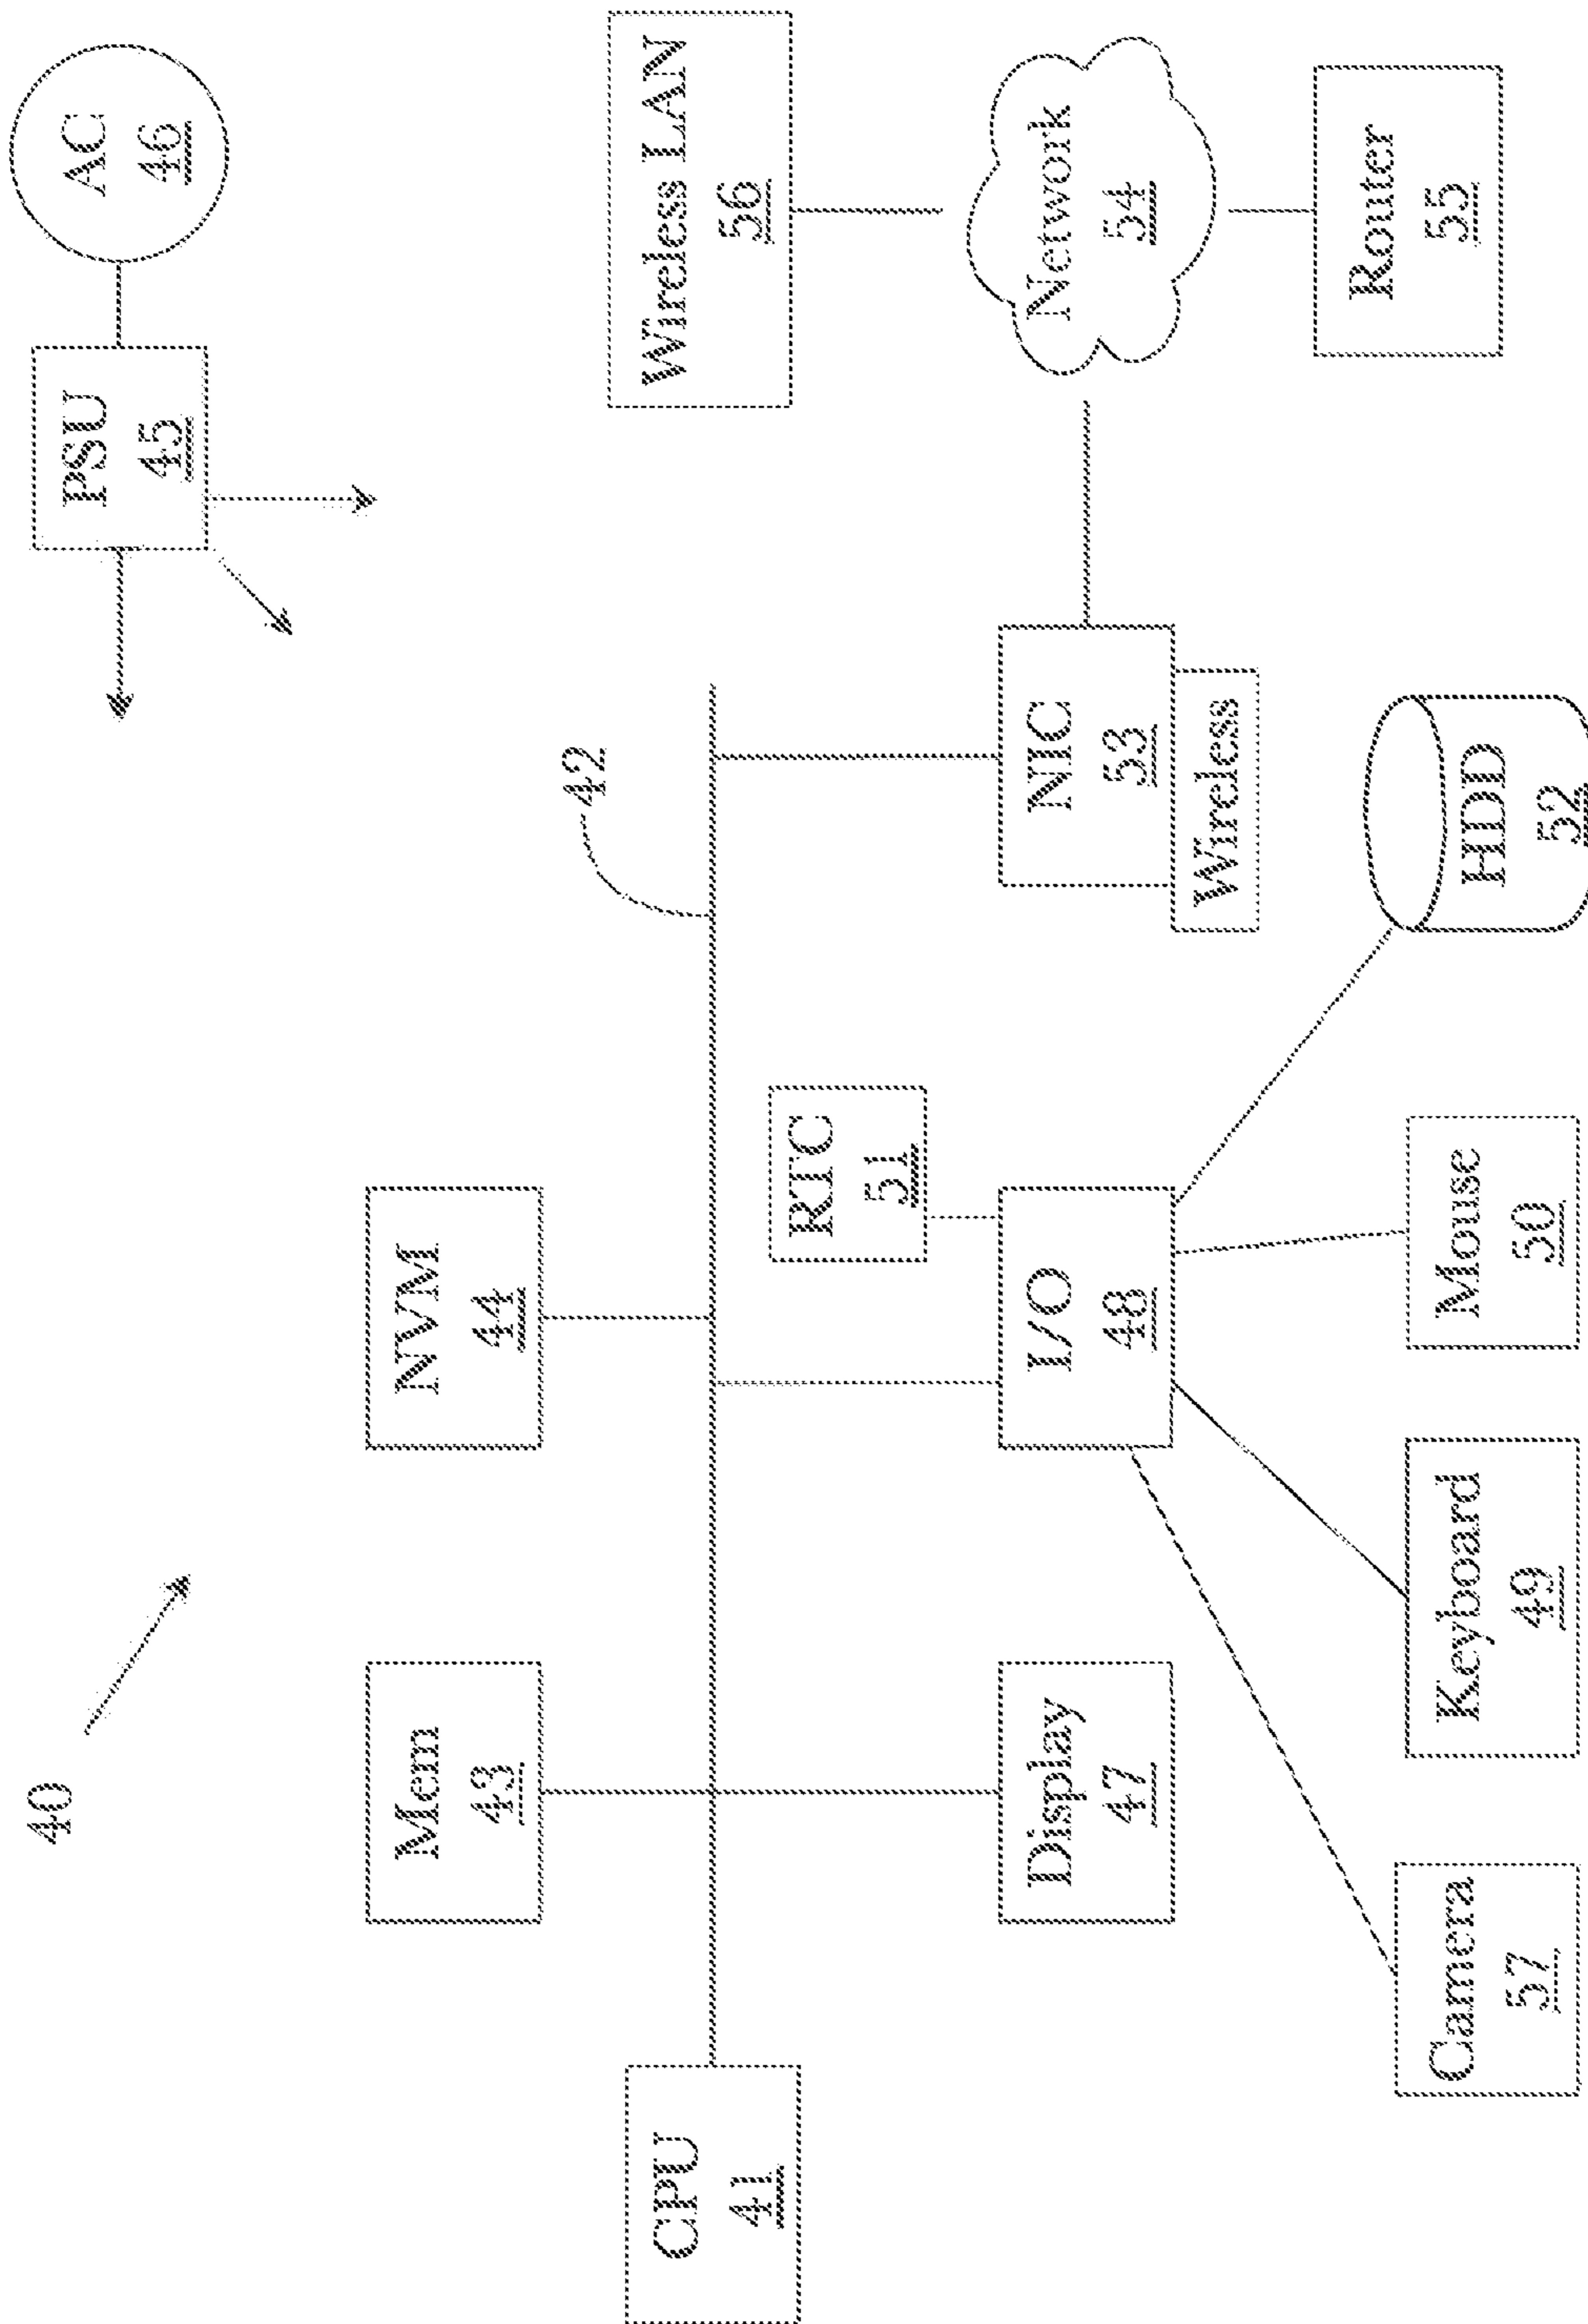 40
AC
46
PSU
45
Mem
43
NVM
44
42
CPU
41
Wireless LAN
56
RTC
51
Display
47
I/O
48
NIC
53
Wireless
Network
54
Camera
57
Keyboard
49
Mouse
50
HDD
52
Router
55